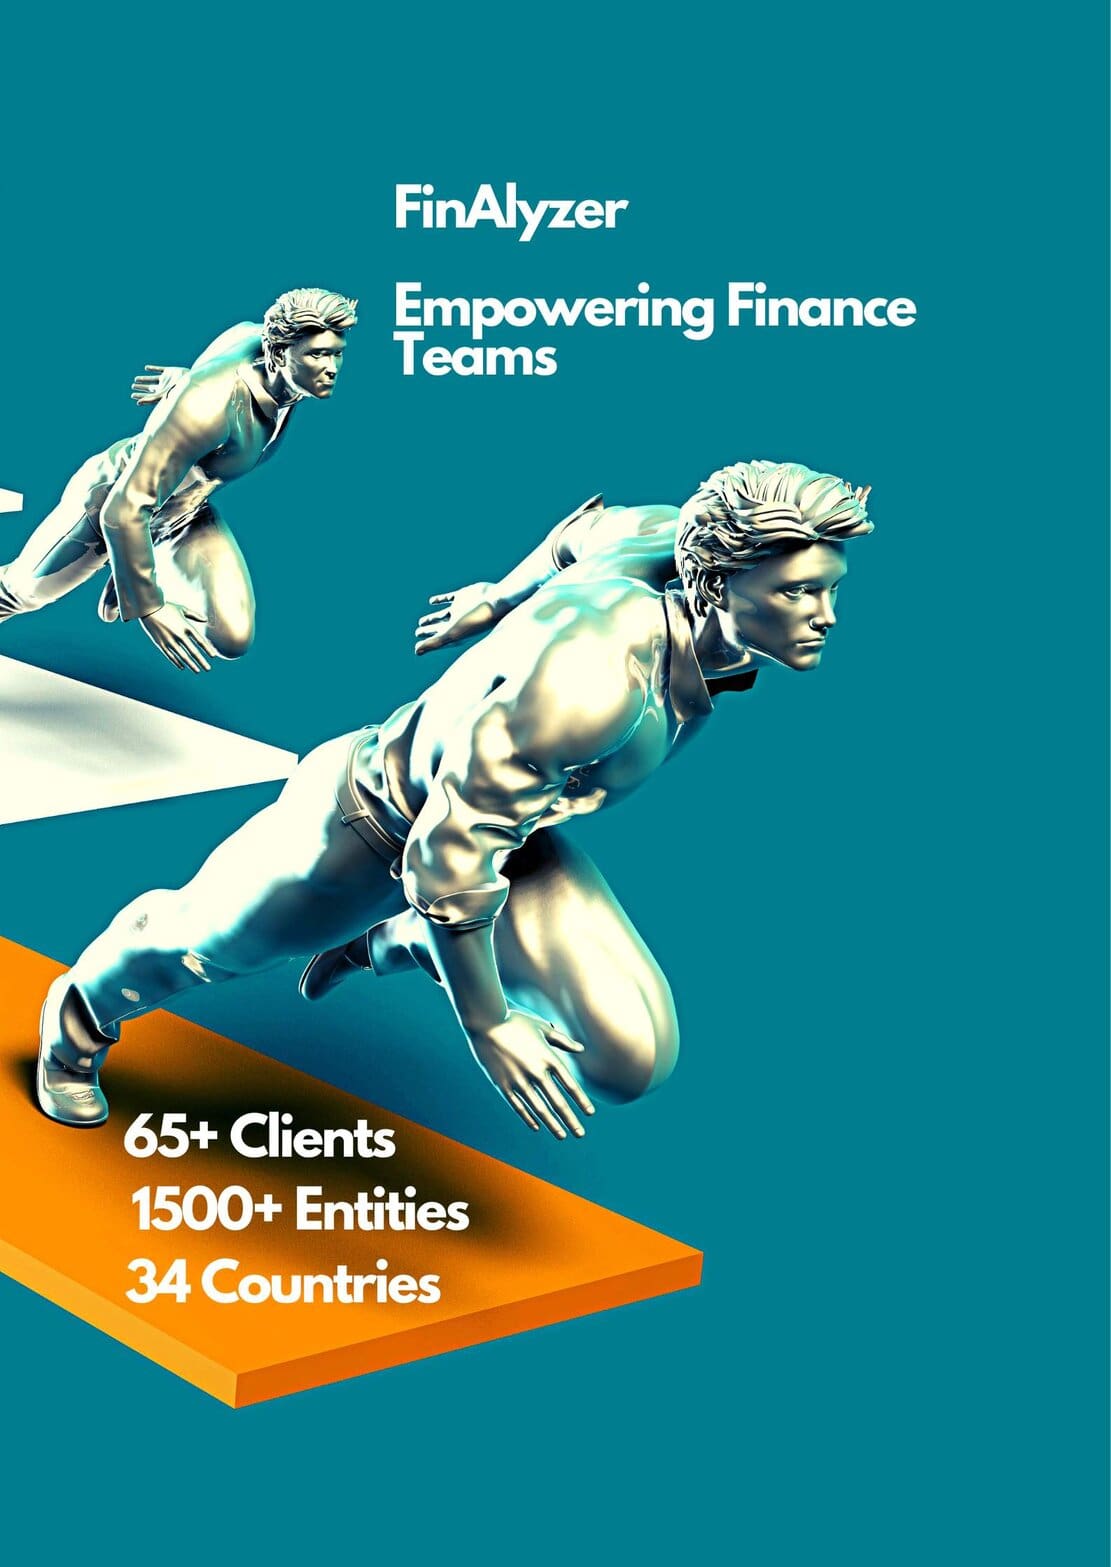 FinAlyzer
Empowering Finance
Teams
65+ Clients
1500+ Entities
34 Countries